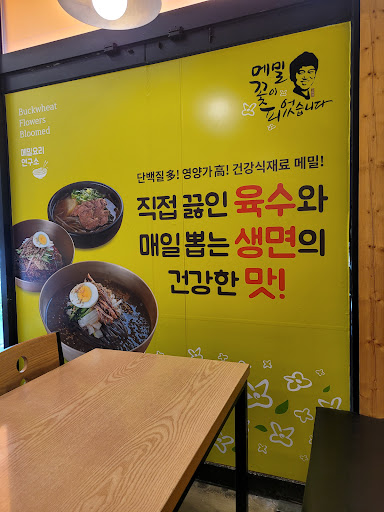 Buckwheat
Flowers
Bloomed
메밀요리
연구소
메밀
꽃이
피었습니다
단백질多! 영양가高! 건강식재료 메밀!
직접 끓인 육수와
매일 뽑는 생면의
건강한 맛!